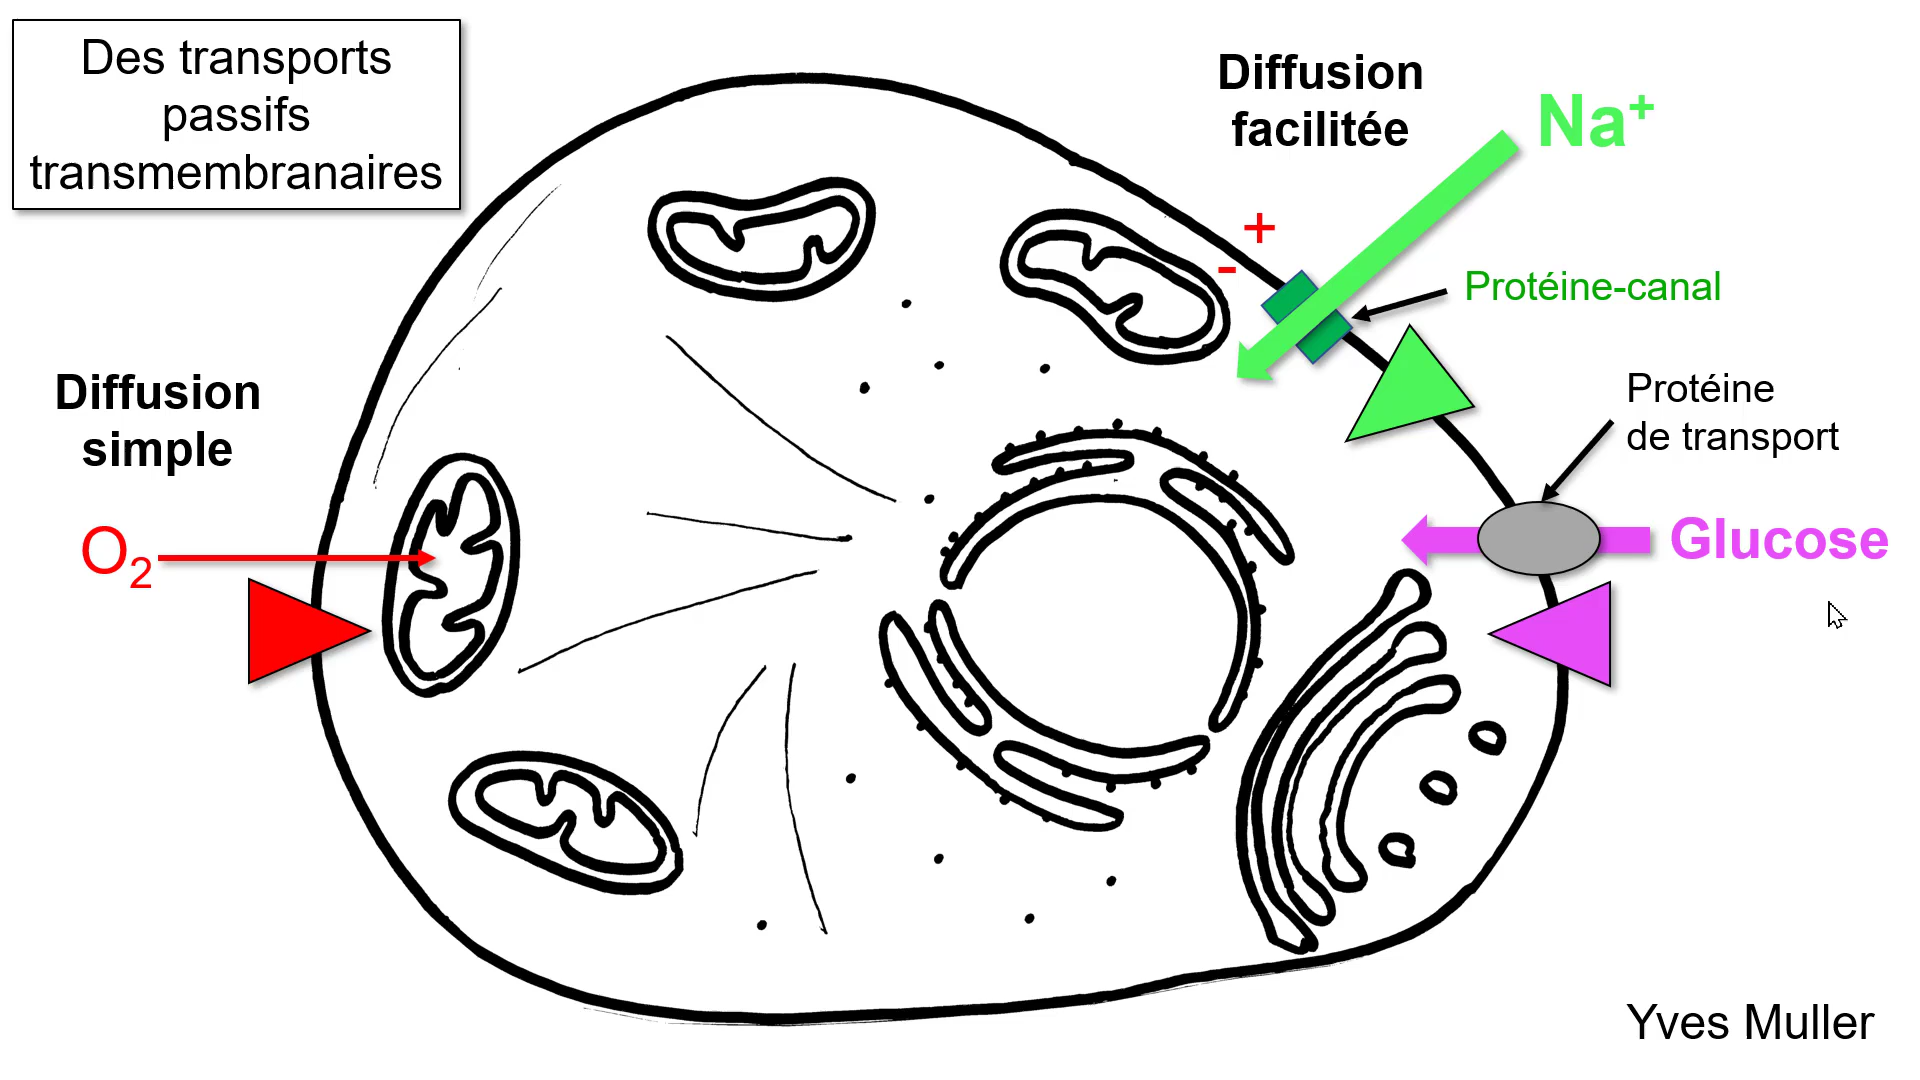 Des transports
passifs
transmembranaires
Diffusion
facilitée
Na⁺
+
-
Protéine-canal
Diffusion
simple
O₂
Protéine
de transport
Glucose
Yves Muller